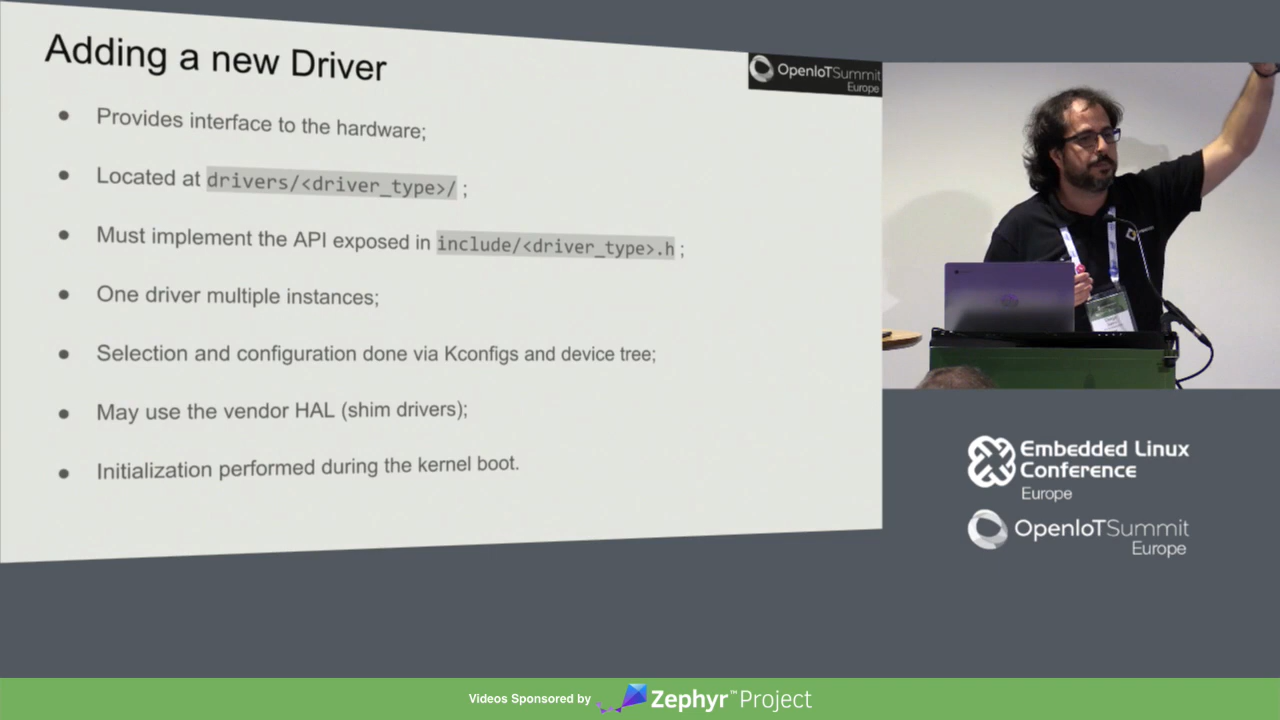 Adding a new Driver
OpenIoTSummit
Europe
Provides interface to the hardware;
Located at drivers/<driver_type>/ ;
Must implement the API exposed in include/<driver_type>.h ;
One driver multiple instances;
Selection and configuration done via Kconfigs and device tree;
May use the vendor HAL (shim drivers);
Initialization performed during the kernel boot.
Embedded Linux
Conference
Europe
OpenIoTSummit
Europe
Videos Sponsored by Zephyr™Project